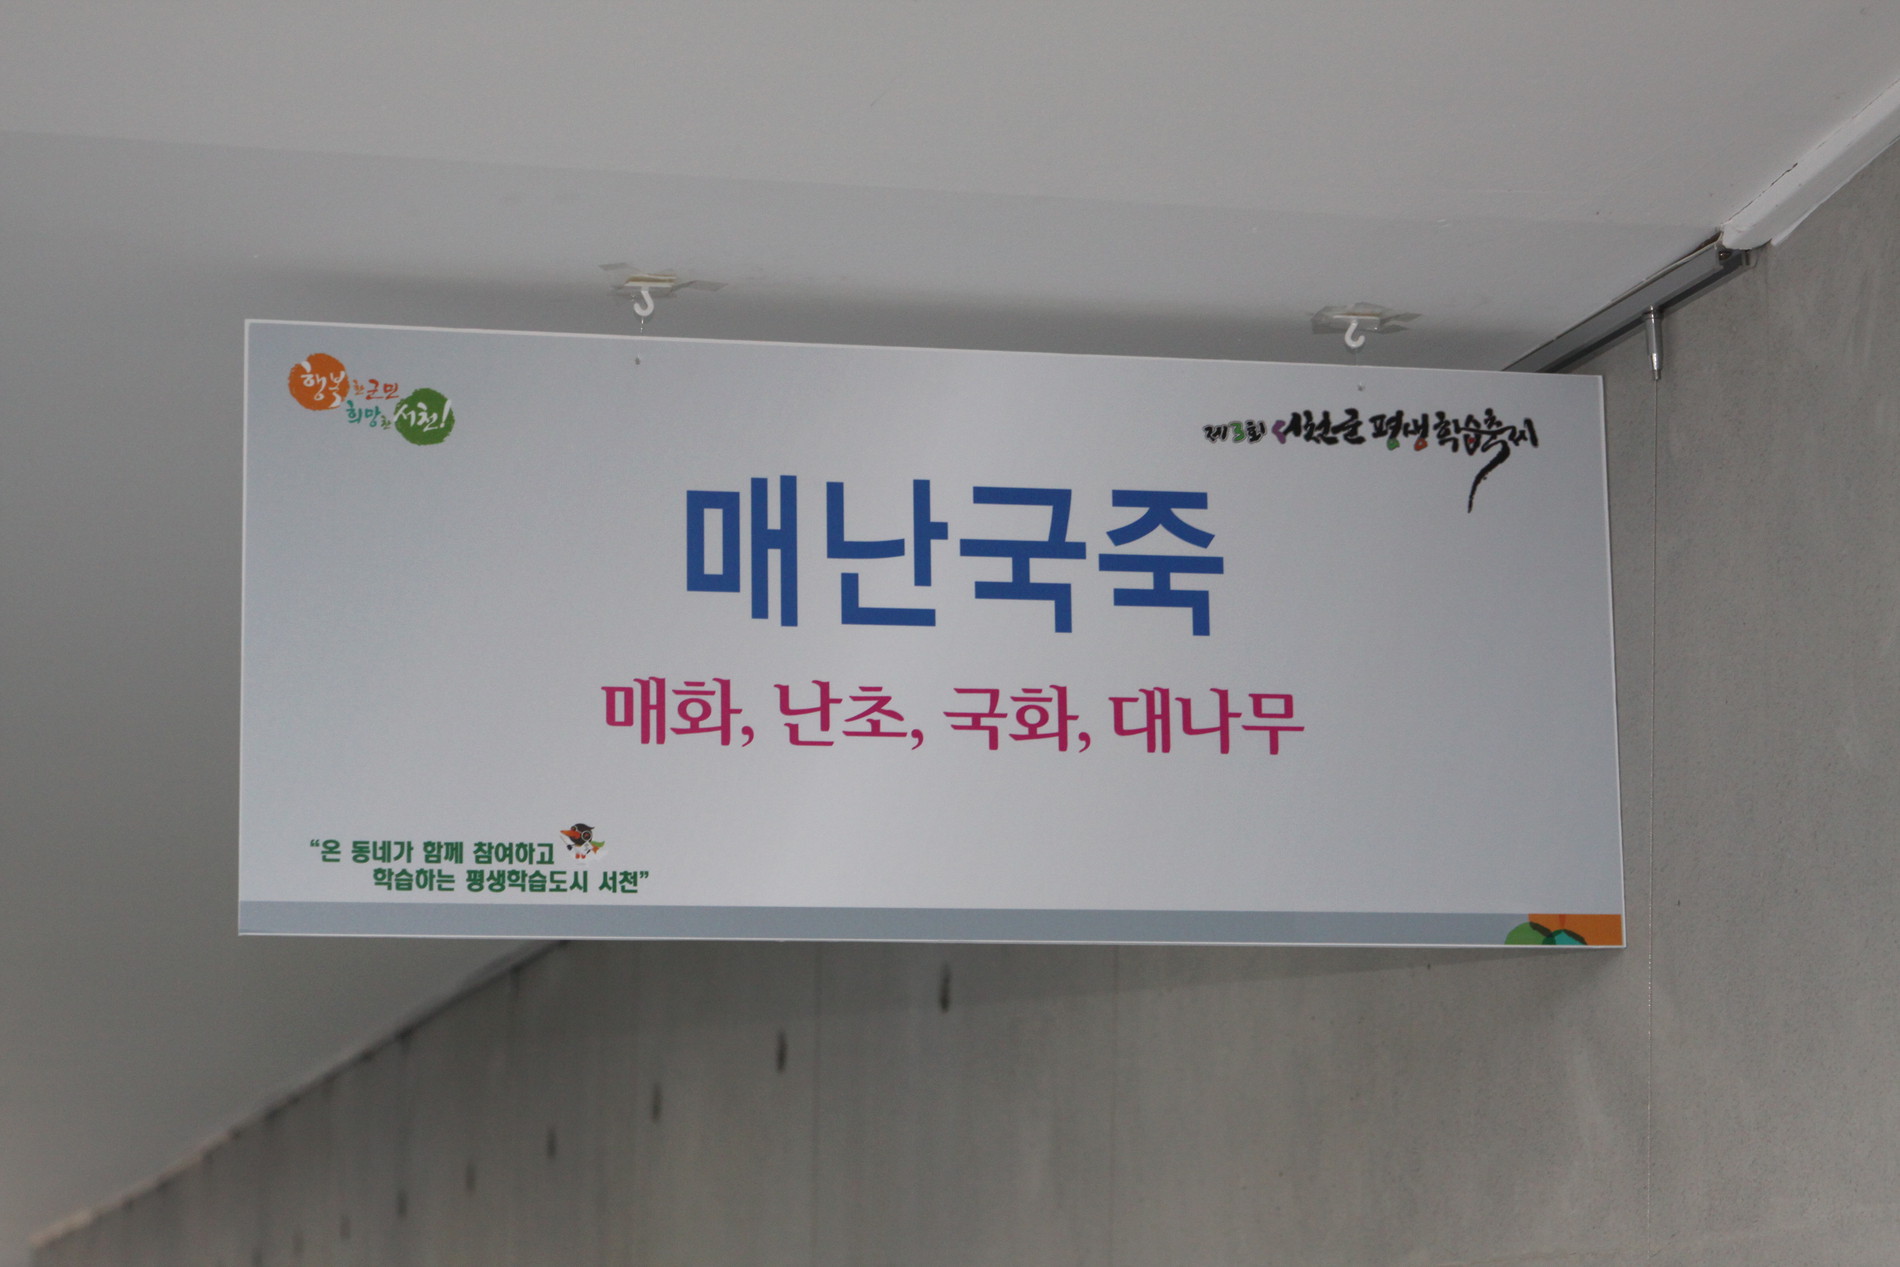 행복한 군민
희망찬 서천!
제3회 서천군 평생학습축제
매난국죽
매화, 난초, 국화, 대나무
“온 동네가 함께 참여하고
학습하는 평생학습도시 서천”